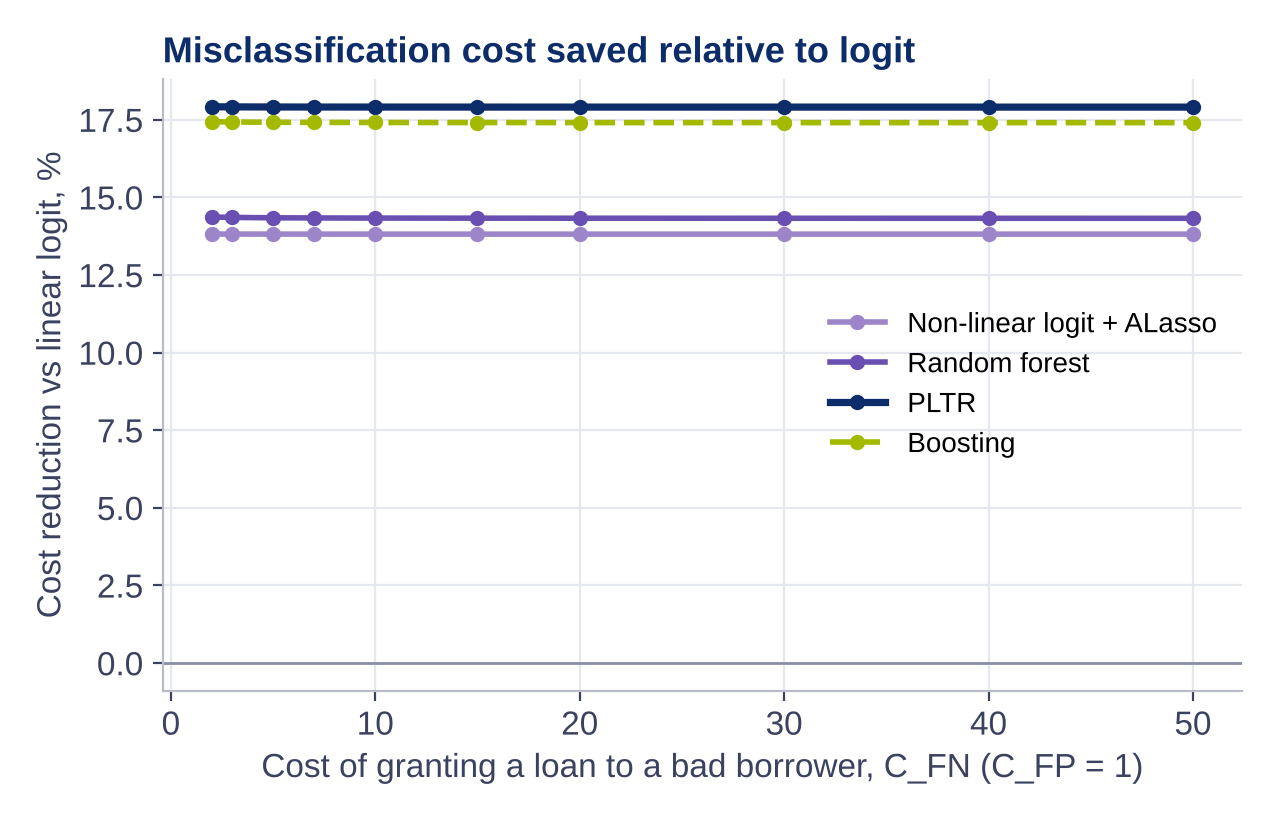 Misclassification cost saved relative to logit
Cost reduction vs linear logit, %
17.5
15.0
12.5
10.0
7.5
5.0
2.5
0.0
Non-linear logit + ALasso
Random forest
PLTR
Boosting
0 10 20 30 40 50
Cost of granting a loan to a bad borrower, C_FN (C_FP = 1)